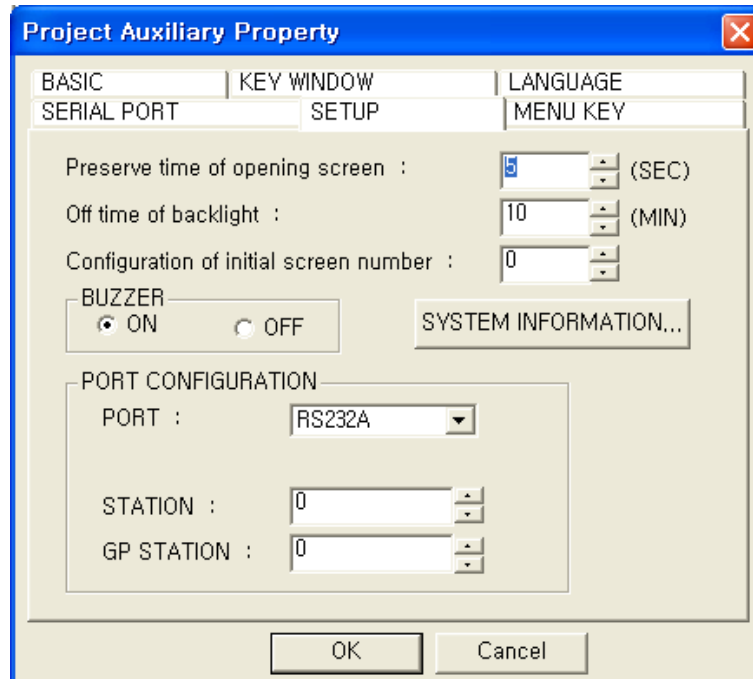 Project Auxiliary Property
BASIC KEY WINDOW LANGUAGE
SERIAL PORT SETUP MENU KEY
Preserve time of opening screen : 5 (SEC)
Off time of backlight : 10 (MIN)
Configuration of initial screen number : 0
BUZZER
ON OFF
SYSTEM INFORMATION...
PORT CONFIGURATION
PORT : RS232A
STATION : 0
GP STATION : 0
OK Cancel